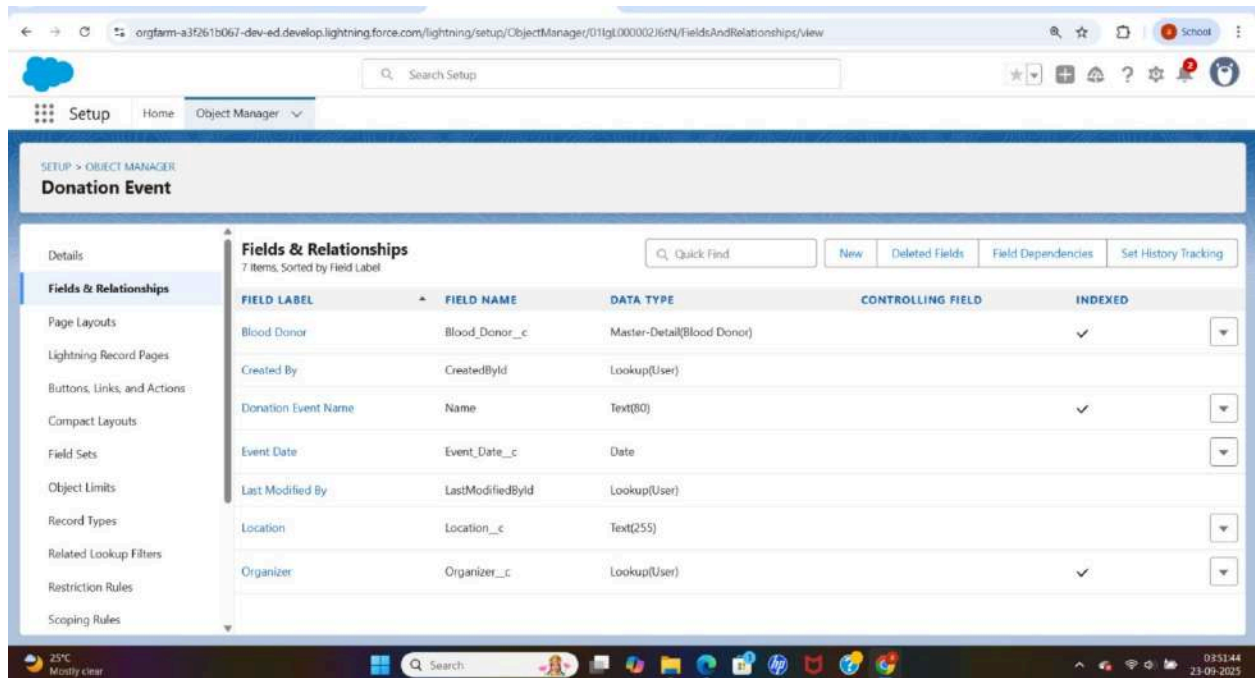 orgfarm-a3f261b067-dev-ed.develop.lightning.force.com/lightning/setup/ObjectManager/01IgL000002J6tN/FieldsAndRelationships/view
School
Search Setup
2
Setup Home Object Manager
SETUP > OBJECT MANAGER
Donation Event
Details
Fields & Relationships
Page Layouts
Lightning Record Pages
Buttons, Links, and Actions
Compact Layouts
Field Sets
Object Limits
Record Types
Related Lookup Filters
Restriction Rules
Scoping Rules
Fields & Relationships
7 Items, Sorted by Field Label
Quick Find
New Deleted Fields Field Dependencies Set History Tracking
FIELD LABEL FIELD NAME DATA TYPE CONTROLLING FIELD INDEXED
Blood Donor Blood_Donor__c Master-Detail(Blood Donor)
Created By CreatedById Lookup(User)
Donation Event Name Name Text(80)
Event Date Event_Date__c Date
Last Modified By LastModifiedById Lookup(User)
Location Location__c Text(255)
Organizer Organizer__c Lookup(User)
25°C
Mostly clear
Search
hp
03:51:44
23-09-2025